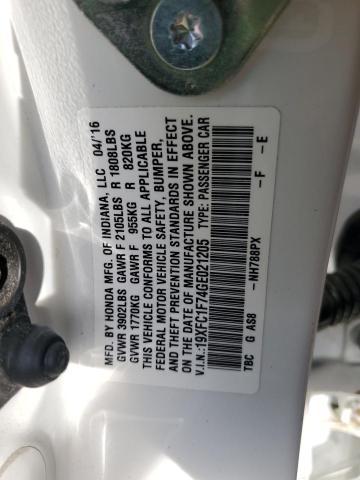 MFD. BY HONDA MFG. OF INDIANA, LLC 04/'16
GVWR 3902LBS GAWR F 2105LBS R 1808LBS
GVWR 1770KG GAWR F 955KG R 820KG
THIS VEHICLE CONFORMS TO ALL APPLICABLE
FEDERAL MOTOR VEHICLE SAFETY, BUMPER,
AND THEFT PREVENTION STANDARDS IN EFFECT
ON THE DATE OF MANUFACTURE SHOWN ABOVE.
V.I.N.: 19XFC1F74GE021205 TYPE: PASSENGER CAR
TBC G AS8 -NH788PX -F -E